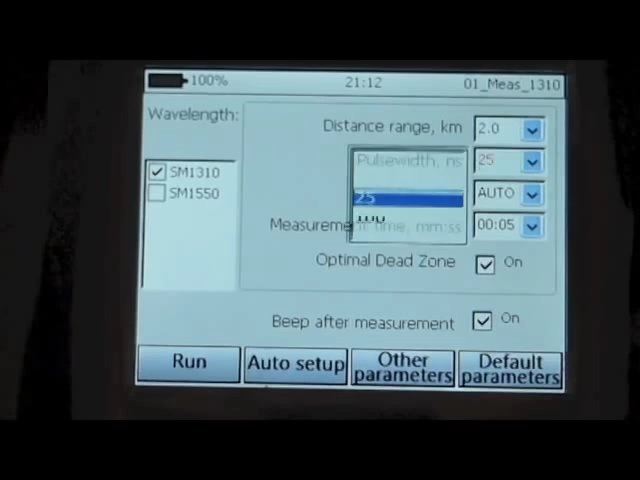 100% 21:12 01_Meas_1310
Wavelength:
Distance range, km 2.0
SM1310
SM1550
Pulsewidth, ns 25
25
AUTO
100
Measurement time, mm:ss 00:05
Optimal Dead Zone On
Beep after measurement On
Run
Auto setup
Other parameters
Default parameters